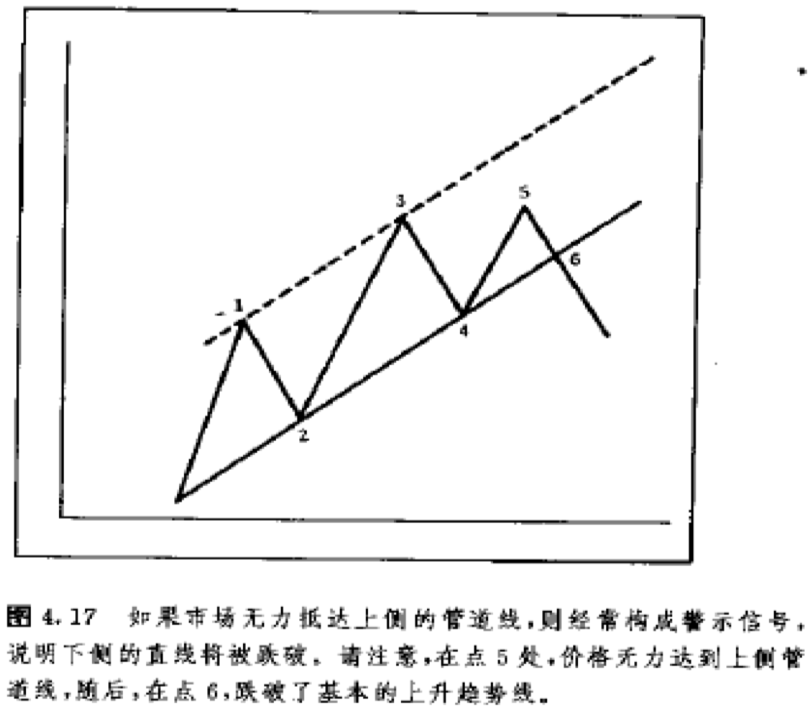 3
5
1
6
4
2
图 4.17 如果市场无力抵达上侧的管道线,则经常构成警示信号,
说明下侧的直线将被跌破。请注意,在点 5 处,价格无力达到上侧管
道线,随后,在点 6,跌破了基本的上升趋势线。